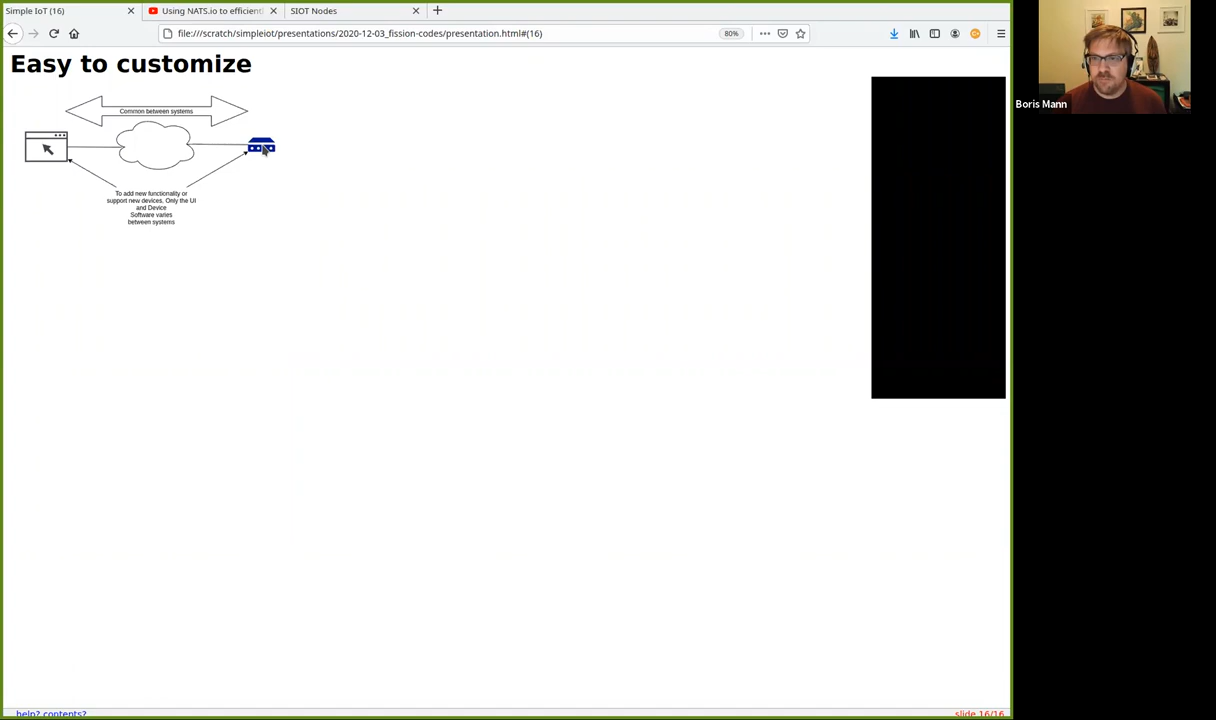 Simple IoT (16)
Using NATS.io to efficient
SIOT Nodes
file:///scratch/simpleiot/presentations/2020-12-03_fission-codes/presentation.html#(16)
80%
Easy to customize
Common between systems
To add new functionality or
support new devices. Only the UI
and Device
Software varies
between systems
Boris Mann
help? contents?
slide 16/16